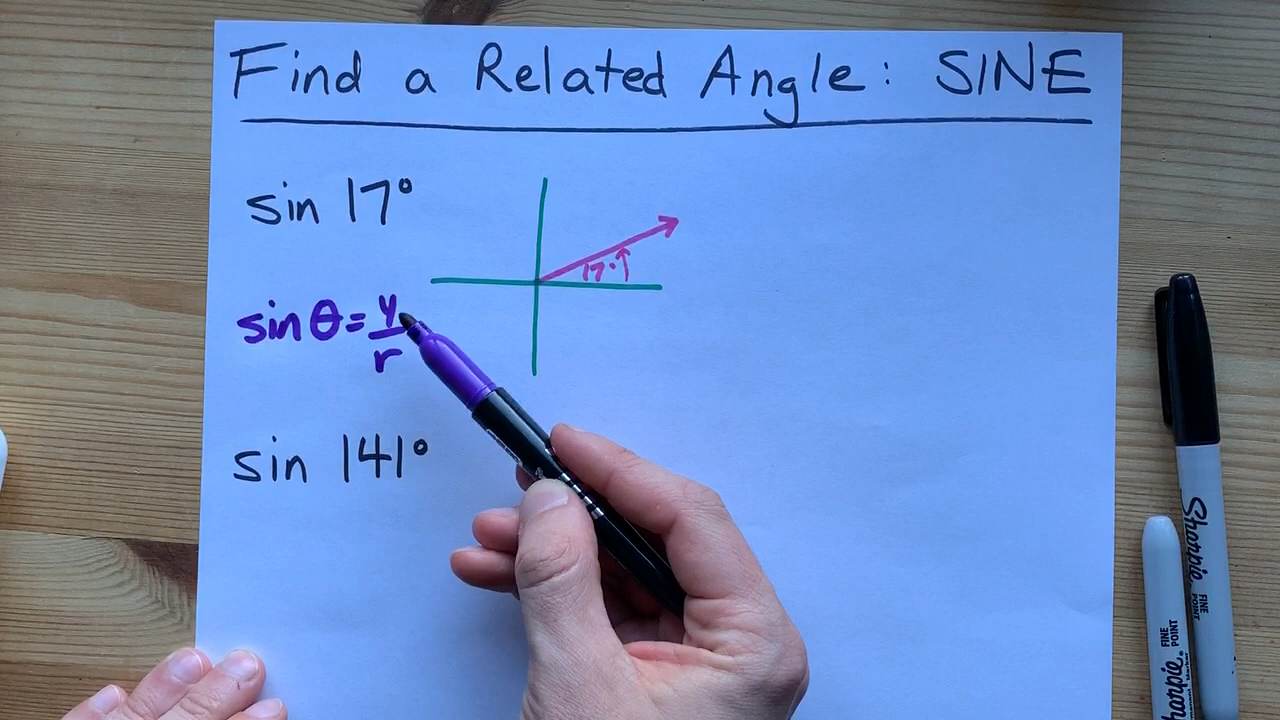 Find a Related Angle: SINE
sin 17°
17°
sin θ = y/r
sin 141°
Sharpie
FINE POINT
Sharpie
FINE POINT